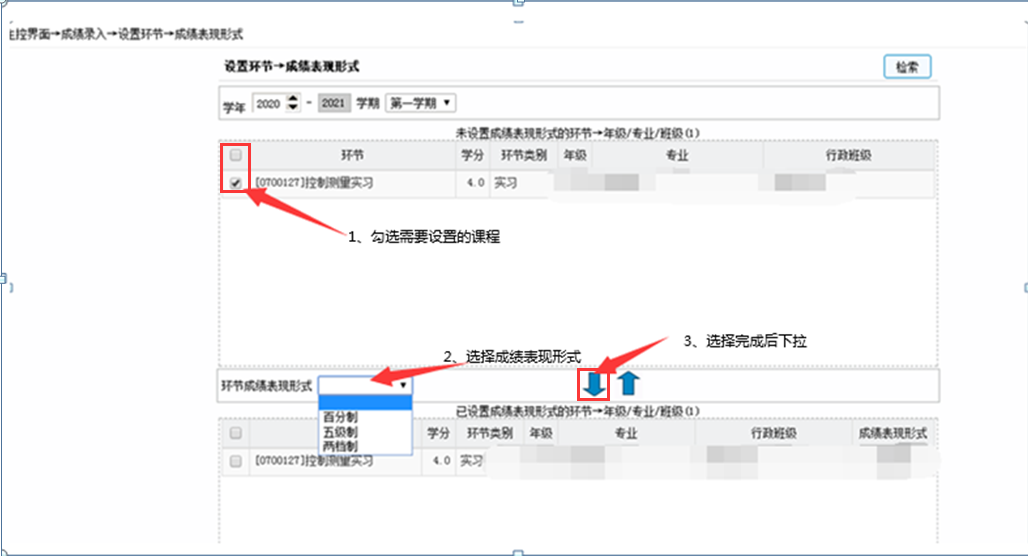 主控界面→成绩录入→设置环节→成绩表现形式
设置环节→成绩表现形式
检索
学年 2020 - 2021 学期 第一学期
未设置成绩表现形式的环节→年级/专业/班级(1)
环节 学分 环节类别 年级 专业 行政班级
[0700127]控制测量实习 4.0 实习
1、勾选需要设置的课程
3、选择完成后下拉
2、选择成绩表现形式
环节成绩表现形式
已设置成绩表现形式的环节→年级/专业/班级(1)
百分制
五级制
两档制
学分 环节类别 年级 专业 行政班级 成绩表现形式
[0700127]控制测量实习 4.0 实习